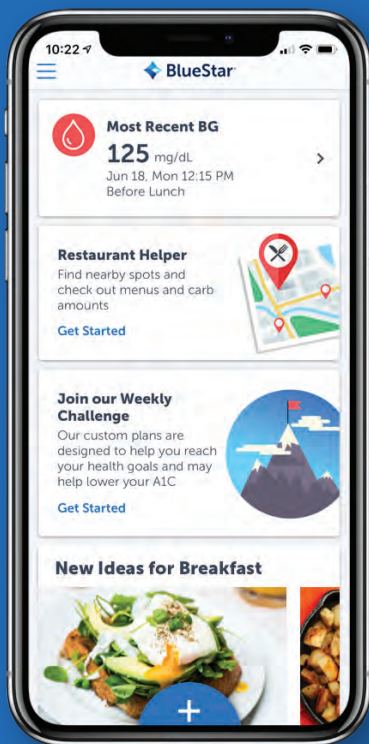 10:22
BlueStar
Most Recent BG
125 mg/dL
Jun 18, Mon 12:15 PM
Before Lunch
Restaurant Helper
Find nearby spots and
check out menus and carb
amounts
Get Started
Join our Weekly
Challenge
Our custom plans are
designed to help you reach
your health goals and may
help lower your A1C
Get Started
New Ideas for Breakfast
+